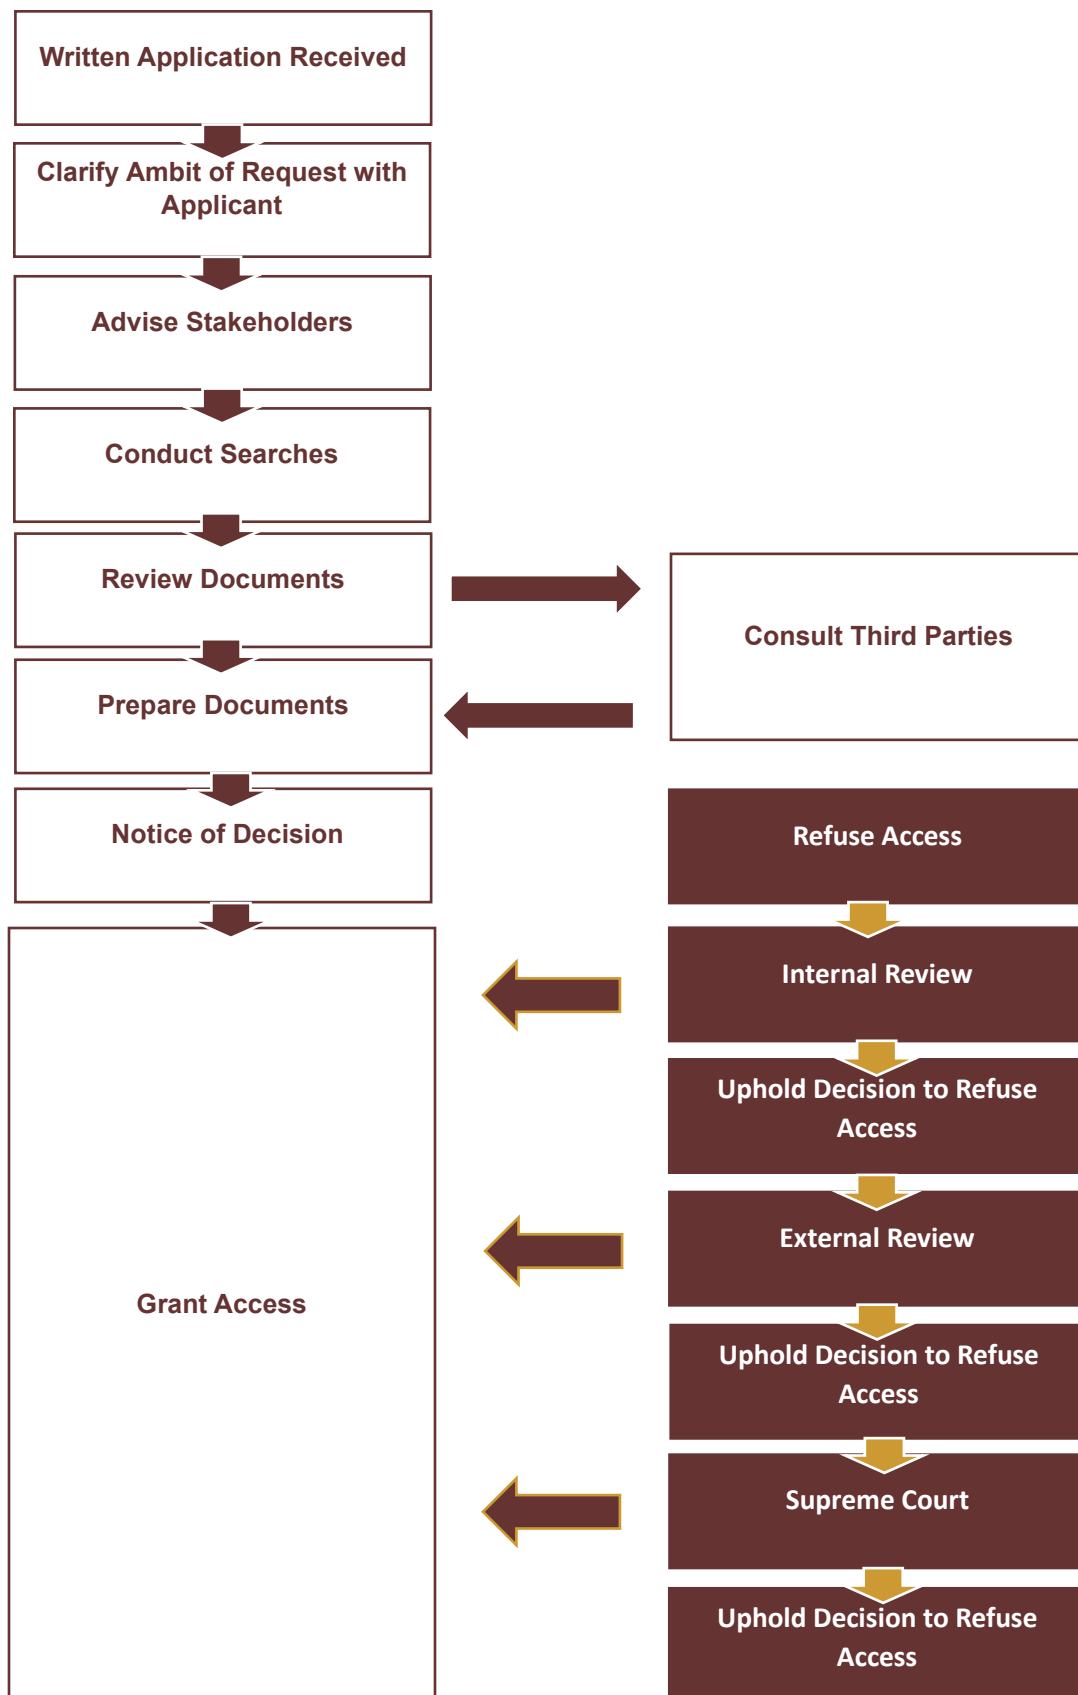 Written Application Received
Clarify Ambit of Request with
Applicant
Advise Stakeholders
Conduct Searches
Review Documents
Consult Third Parties
Prepare Documents
Notice of Decision
Refuse Access
Internal Review
Uphold Decision to Refuse
Access
External Review
Grant Access
Uphold Decision to Refuse
Access
Supreme Court
Uphold Decision to Refuse
Access